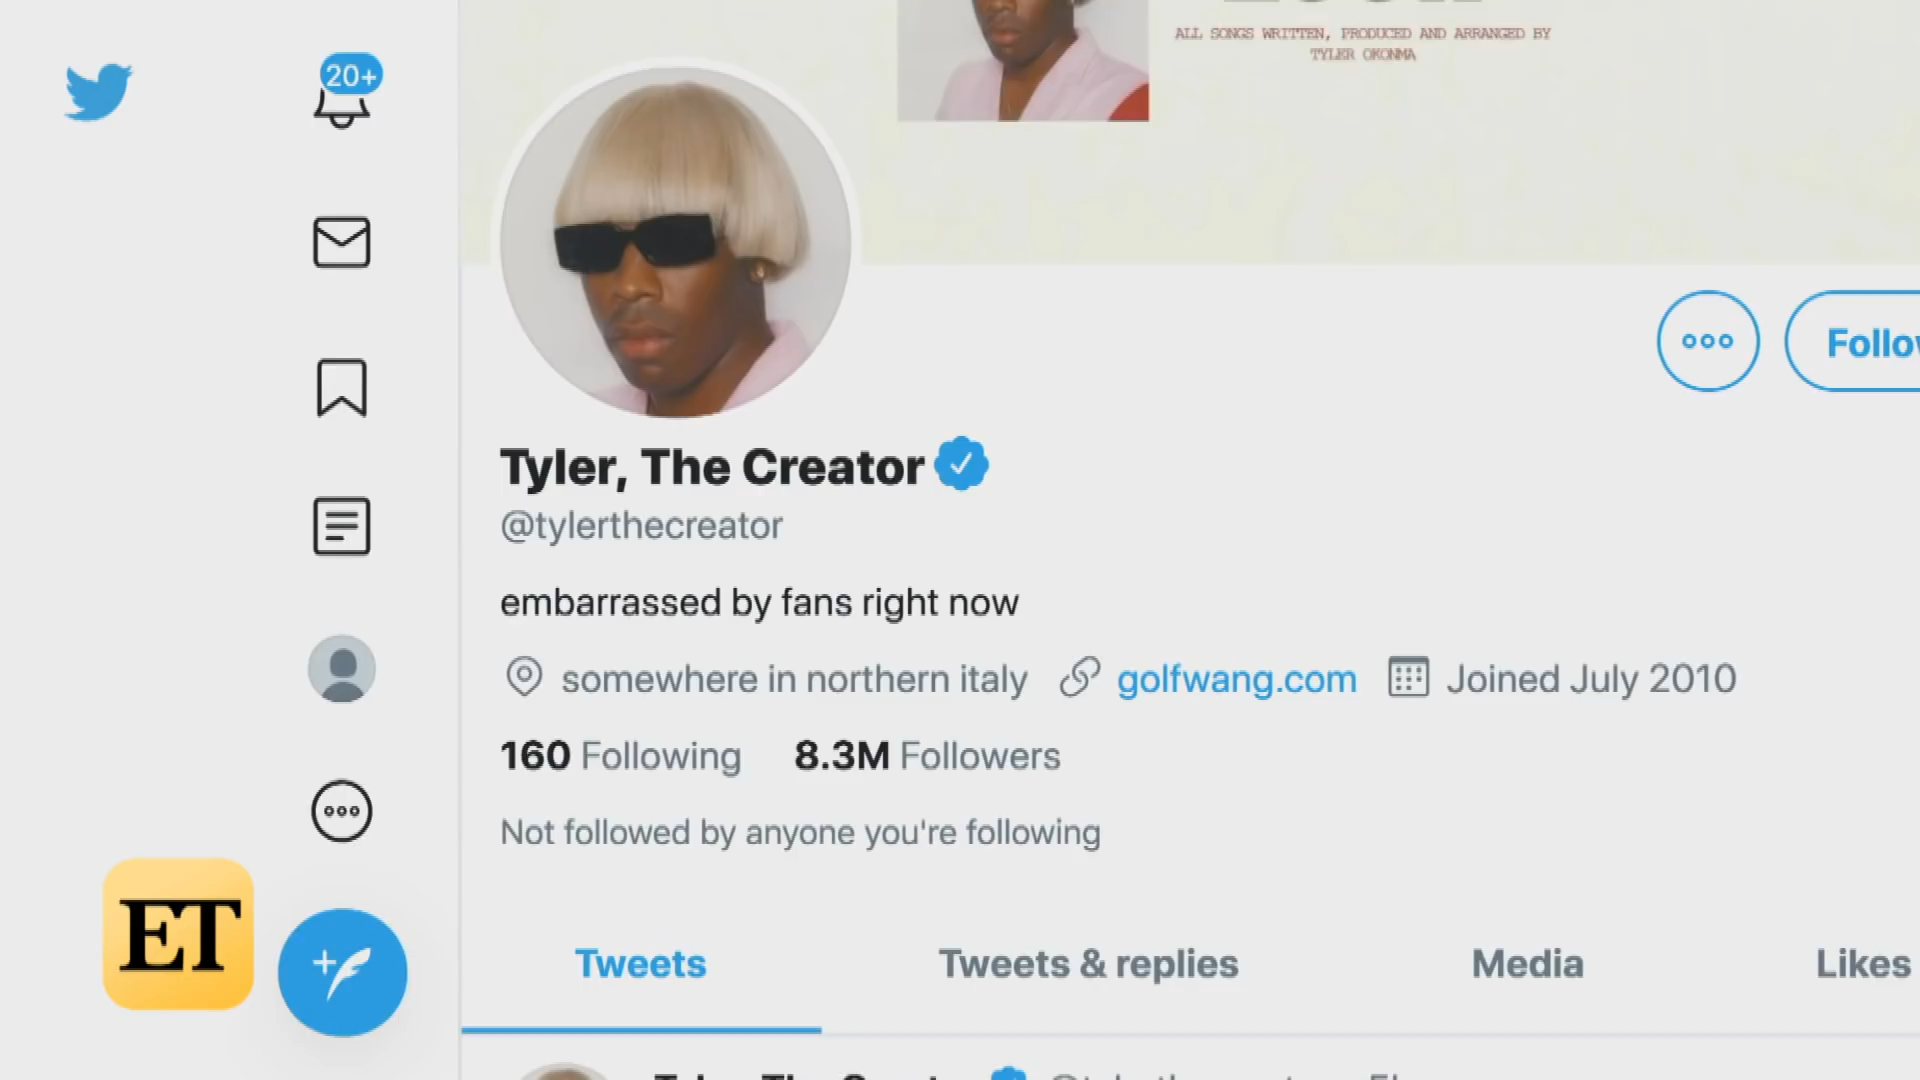 20+
ALL SONGS WRITTEN, PRODUCED AND ARRANGED BY
TYLER OKONMA
Tyler, The Creator
@tylerthecreator
embarrassed by fans right now
somewhere in northern italy golfwang.com Joined July 2010
160 Following 8.3M Followers
Not followed by anyone you're following
ET
Tweets Tweets & replies Media Likes